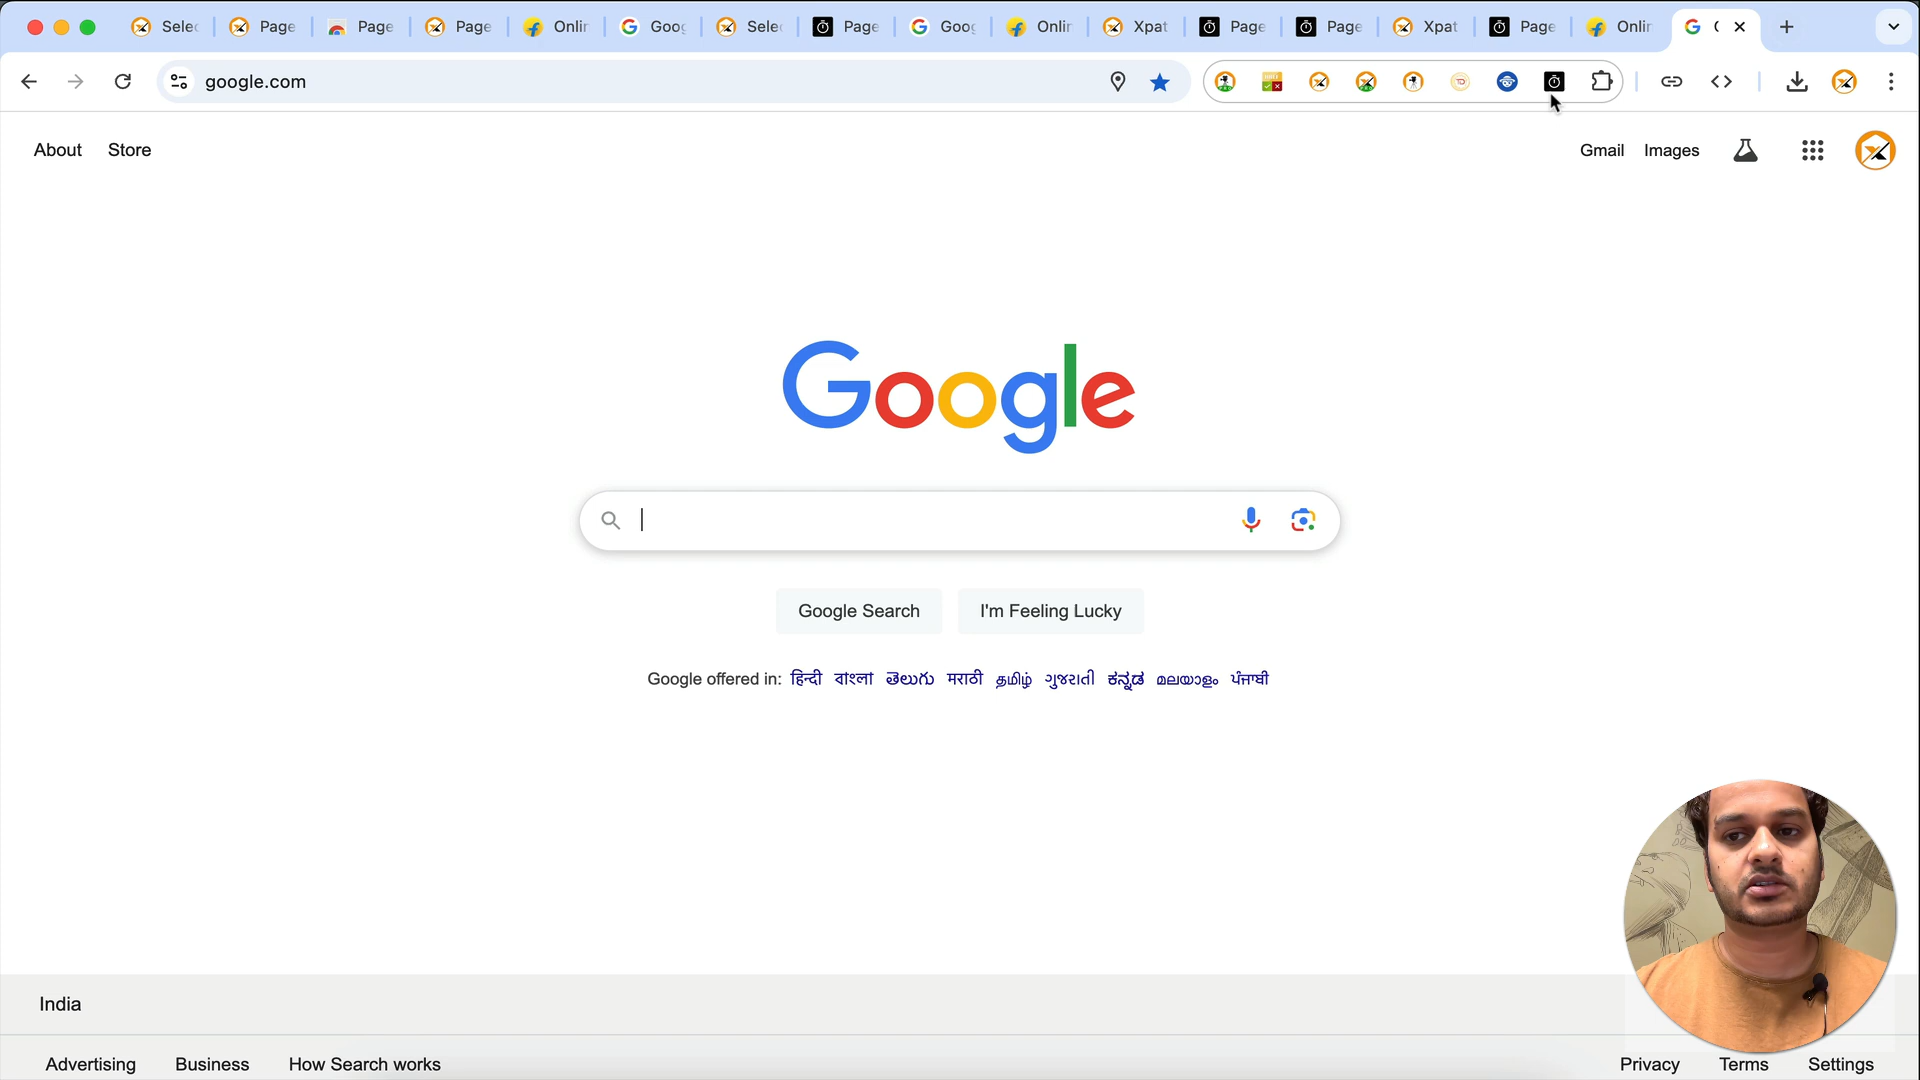 Selec Page Page Page Onlin Goog Selec Page Goog Onlin Xpat Page Page Xpat Page Onlin
google.com
About Store Gmail Images
Google
Google Search I'm Feeling Lucky
Google offered in: हिन्दी বাংলা తెలుగు मराठी தமிழ் ગુજરાતી ಕನ್ನಡ മലയാളം ਪੰਜਾਬੀ
India
Advertising Business How Search works Privacy Terms Settings